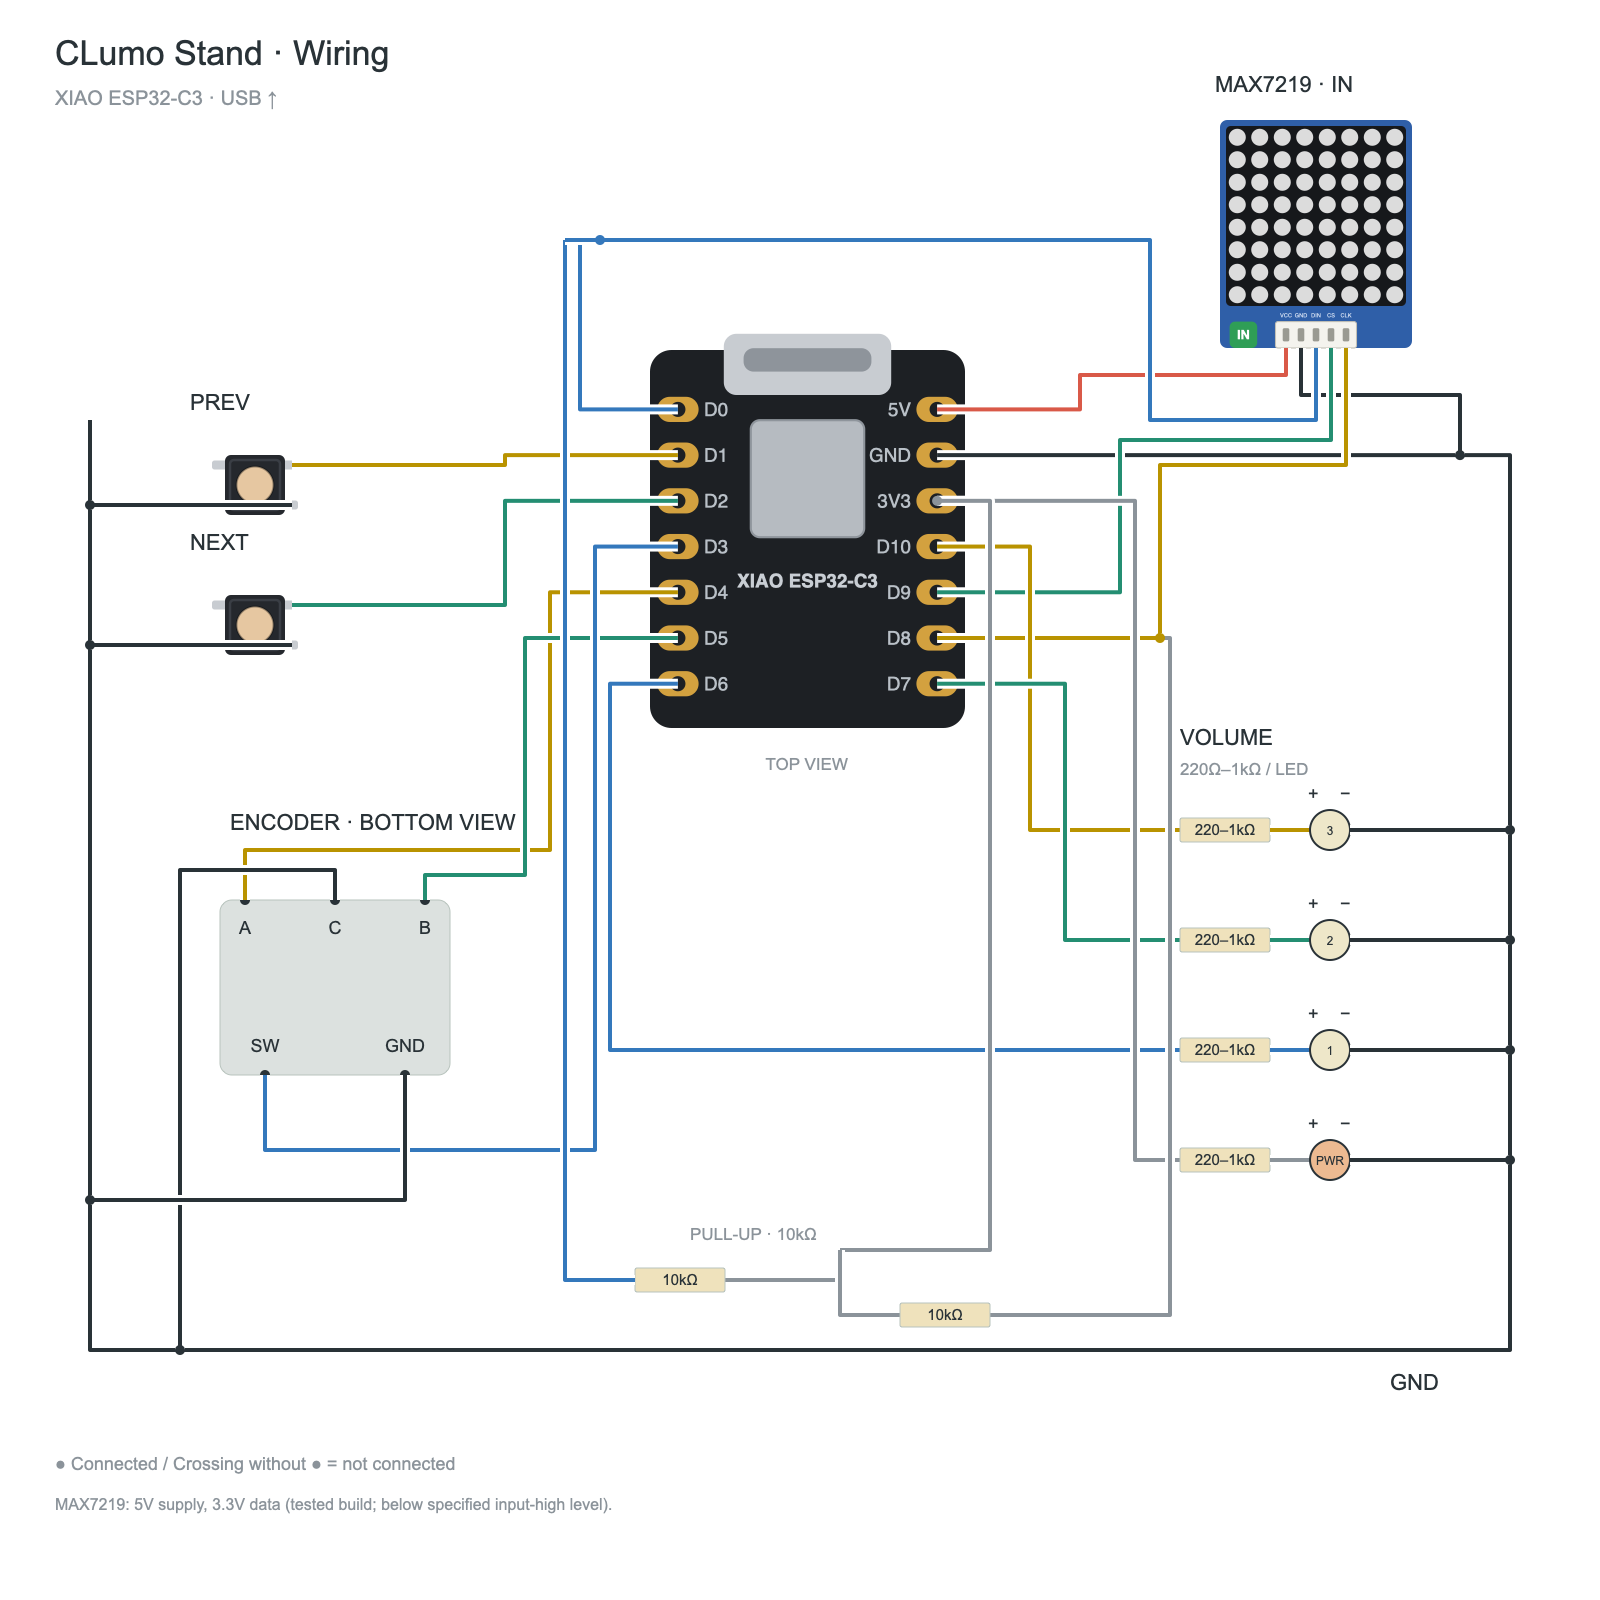 CLumo Stand · Wiring
XIAO ESP32-C3 · USB ↑
MAX7219 · IN
VCC GND DIN CS CLK
IN
PREV
NEXT
D0
D1
D2
D3
D4
D5
D6
5V
GND
3V3
D10
D9
D8
D7
XIAO ESP32-C3
TOP VIEW
VOLUME
220Ω–1kΩ / LED
+ −
220–1kΩ
3
+ −
220–1kΩ
2
+ −
220–1kΩ
1
+ −
220–1kΩ
PWR
ENCODER · BOTTOM VIEW
A C B
SW GND
PULL-UP · 10kΩ
10kΩ
10kΩ
GND
● Connected / Crossing without ● = not connected
MAX7219: 5V supply, 3.3V data (tested build; below specified input-high level).